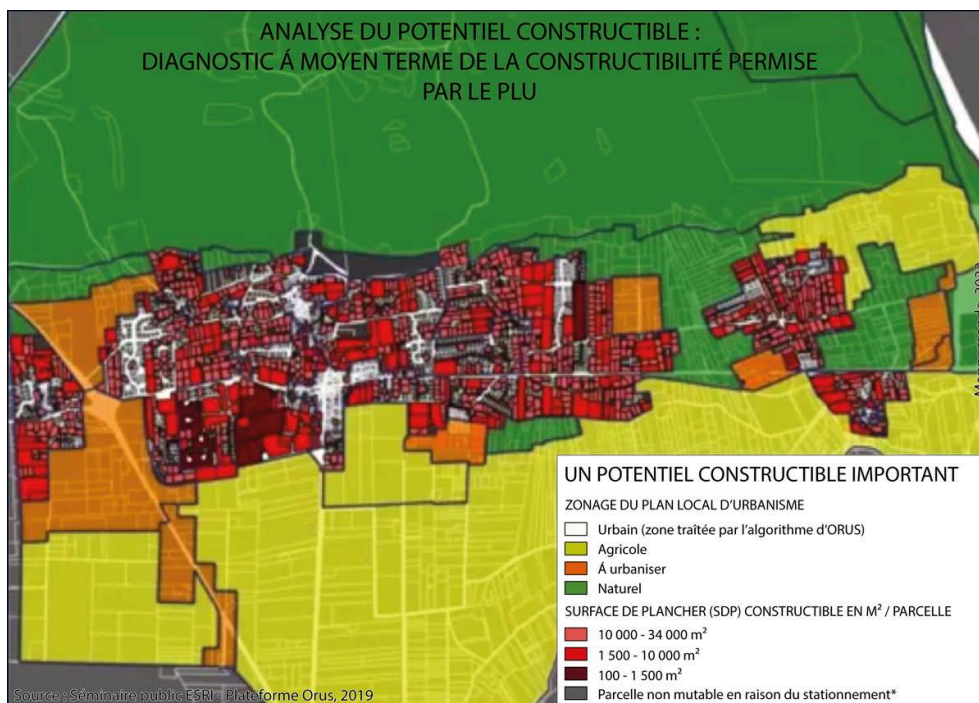 ANALYSE DU POTENTIEL CONSTRUCTIBLE :
DIAGNOSTIC Á MOYEN TERME DE LA CONSTRUCTIBILITÉ PERMISE
PAR LE PLU
UN POTENTIEL CONSTRUCTIBLE IMPORTANT
ZONAGE DU PLAN LOCAL D'URBANISME
Urbain (zone traîtée par l'algorithme d'ORUS)
Agricole
Á urbaniser
Naturel
SURFACE DE PLANCHER (SDP) CONSTRUCTIBLE EN M² / PARCELLE
10 000 - 34 000 m²
1 500 - 10 000 m²
100 - 1 500 m²
Parcelle non mutable en raison du stationnement*
Source : Séminaire public ESRI - Plateforme Orus, 2019